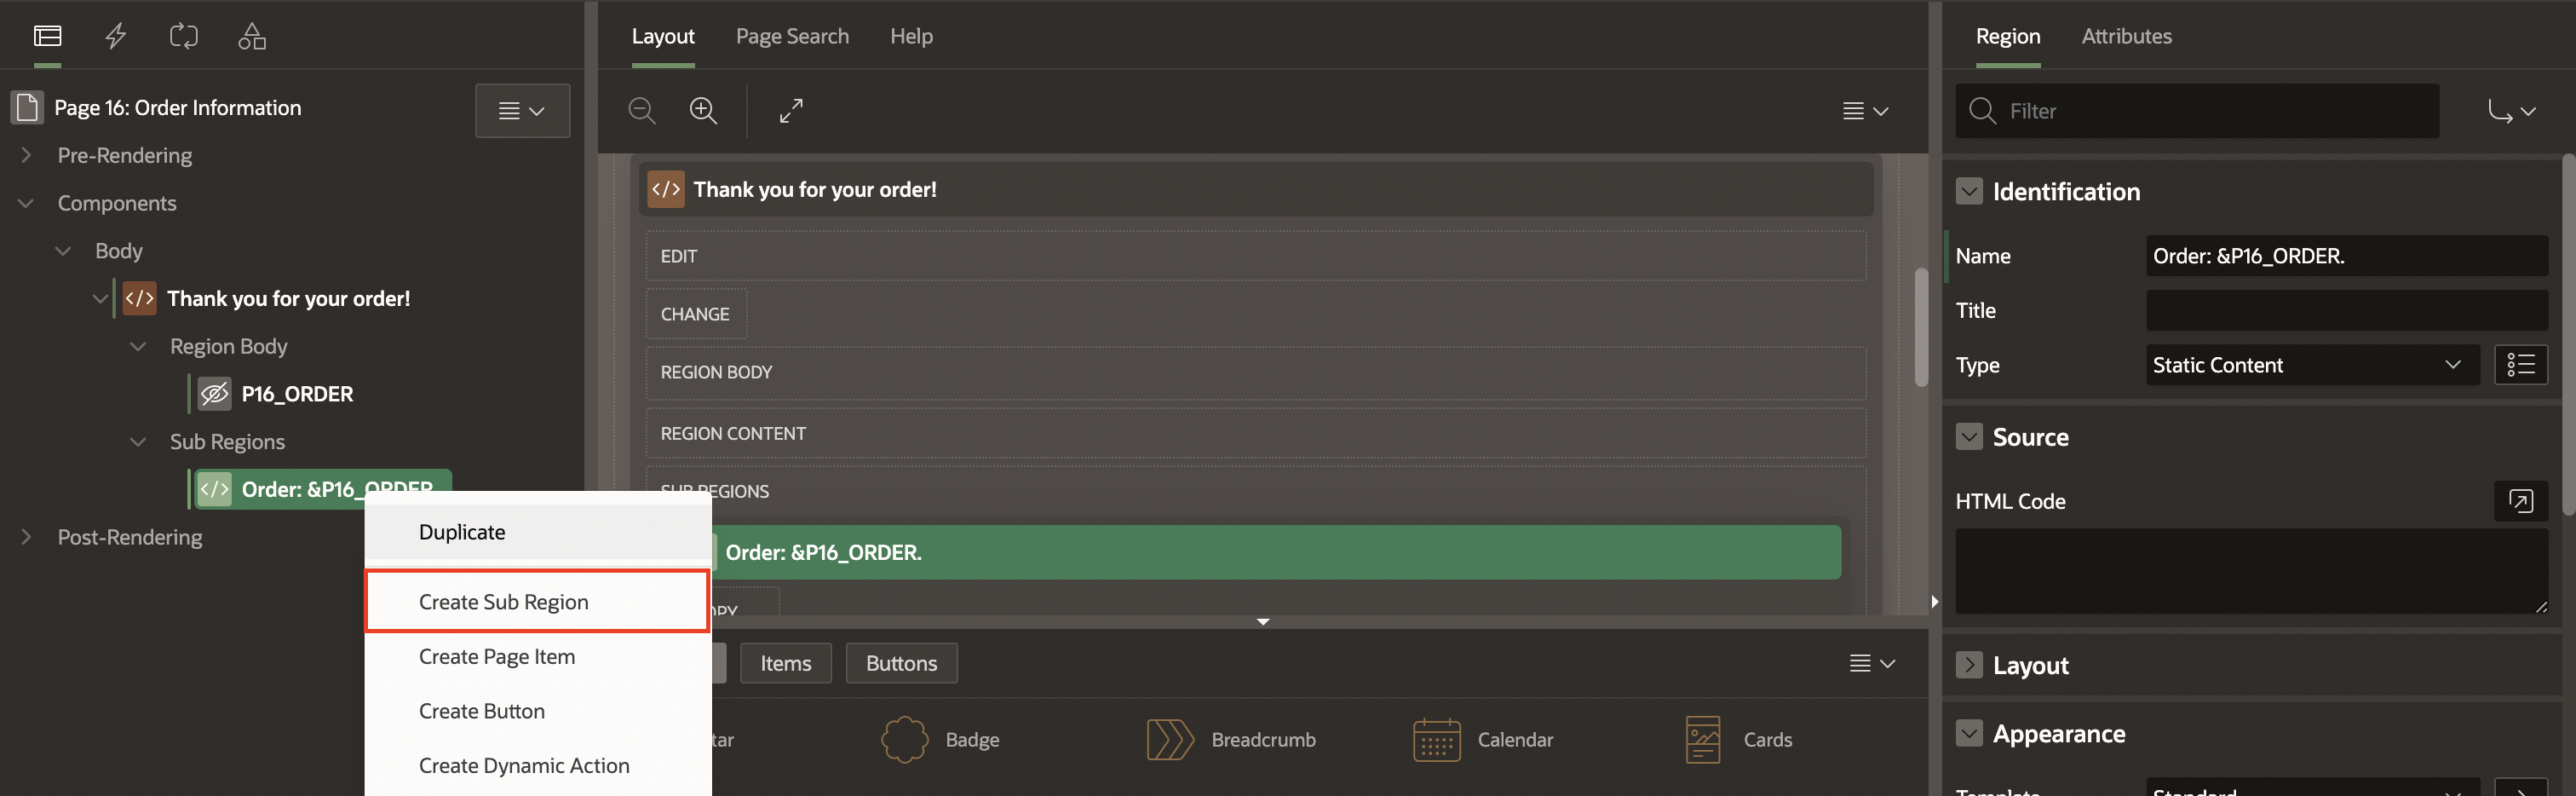 Page 16: Order Information
Pre-Rendering
Components
Body
</> Thank you for your order!
Region Body
P16_ORDER
Sub Regions
</> Order: &P16_ORDER
Post-Rendering
Duplicate
Create Sub Region
Create Page Item
Create Button
Create Dynamic Action
Layout Page Search Help
</> Thank you for your order!
EDIT
CHANGE
REGION BODY
REGION CONTENT
SUB REGIONS
Order: &P16_ORDER.
OPY
Items Buttons
tar Badge Breadcrumb Calendar Cards
Region Attributes
Filter
Identification
Name Order: &P16_ORDER.
Title
Type Static Content
Source
HTML Code
Layout
Appearance
Template Standard